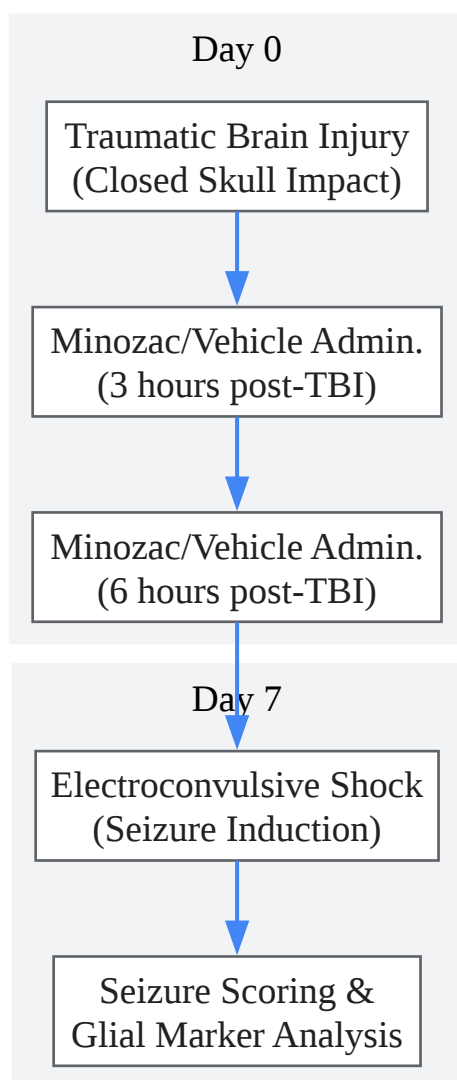 Day 0
Traumatic Brain Injury
(Closed Skull Impact)
Minozac/Vehicle Admin.
(3 hours post-TBI)
Minozac/Vehicle Admin.
(6 hours post-TBI)
Day 7
Electroconvulsive Shock
(Seizure Induction)
Seizure Scoring &
Glial Marker Analysis